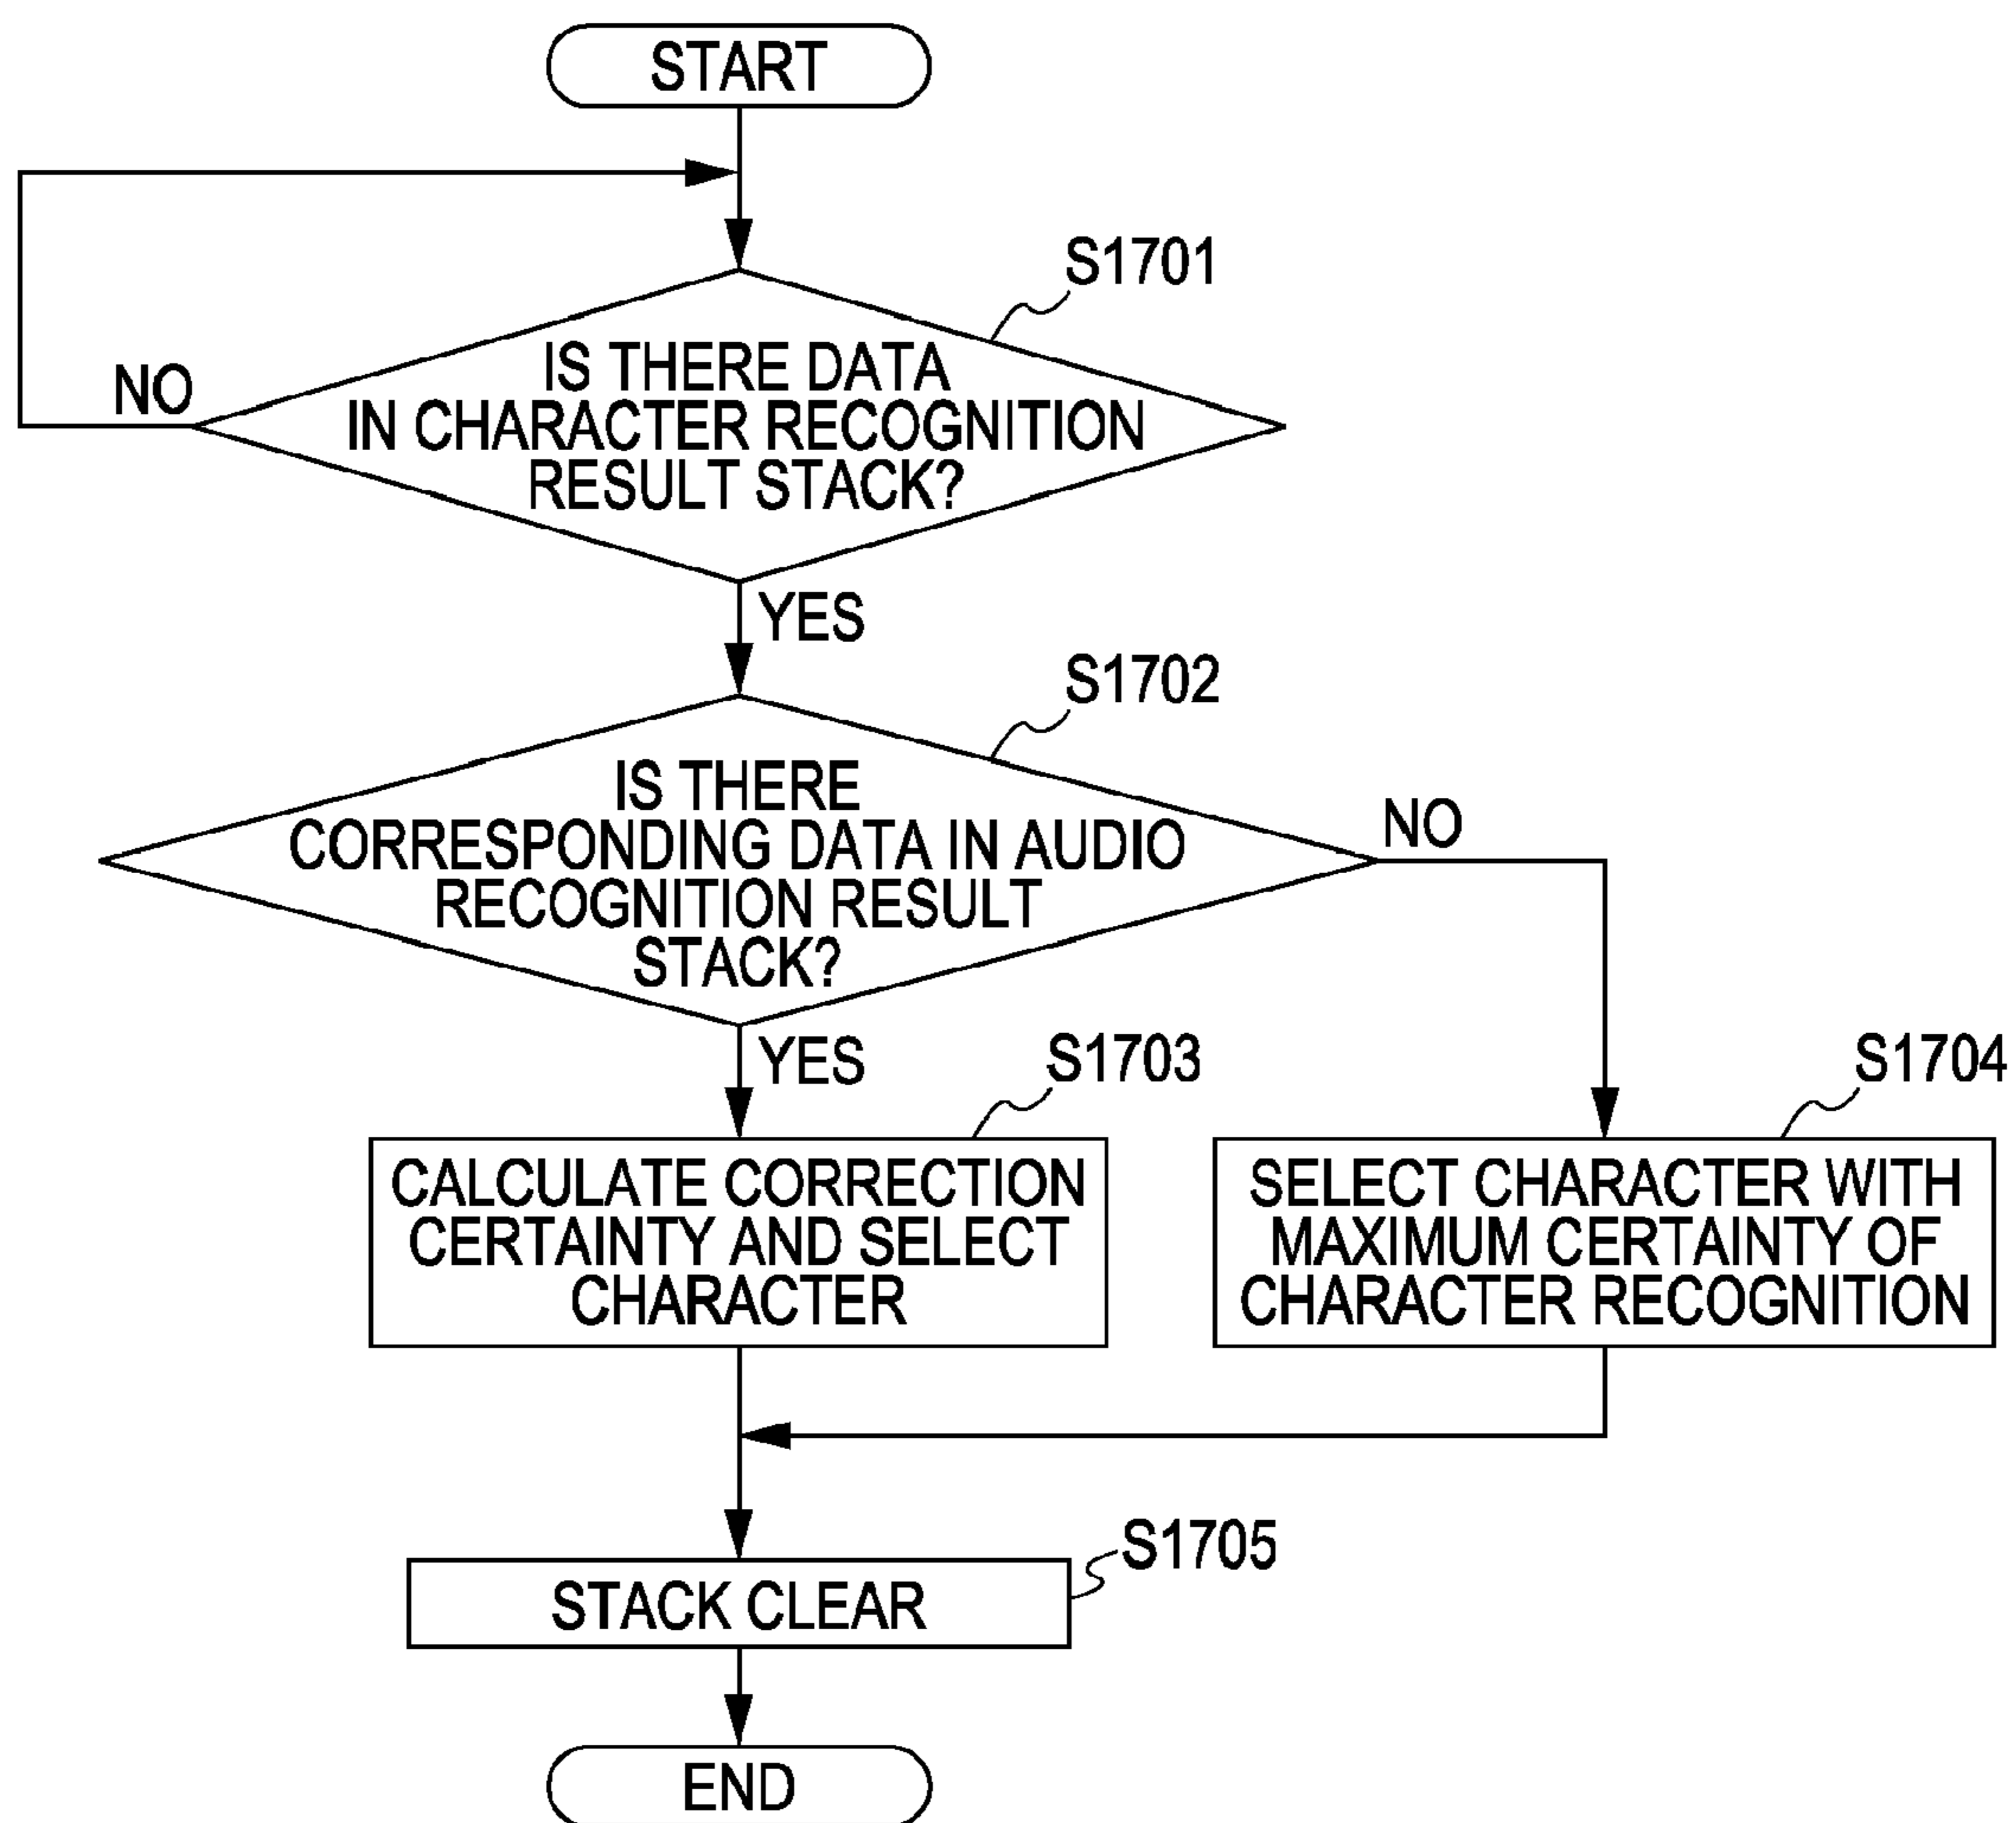 START
S1701
IS THERE DATA
IN CHARACTER RECOGNITION
RESULT STACK?
NO
YES
S1702
IS THERE
CORRESPONDING DATA IN AUDIO
RECOGNITION RESULT
STACK?
NO
YES
S1703
CALCULATE CORRECTION
CERTAINTY AND SELECT
CHARACTER
S1704
SELECT CHARACTER WITH
MAXIMUM CERTAINTY OF
CHARACTER RECOGNITION
S1705
STACK CLEAR
END